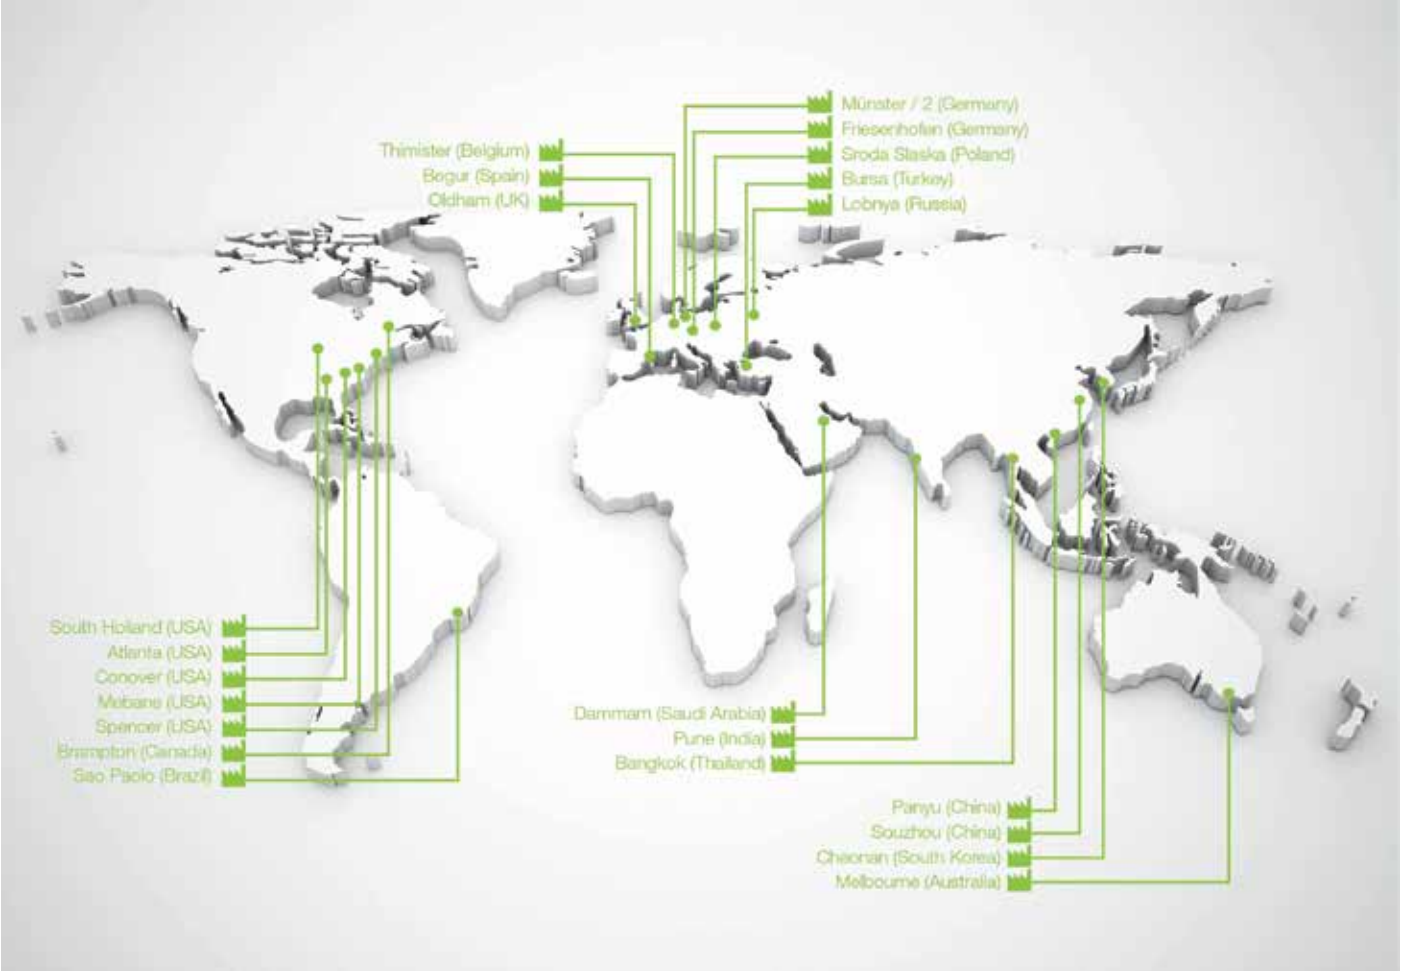 Münster / 2 (Germany)
Friesenhofen (Germany)
Sroda Slaska (Poland)
Bursa (Turkey)
Lobnya (Russia)
Thimister (Belgium)
Begur (Spain)
Oldham (UK)
South Holland (USA)
Atlanta (USA)
Conover (USA)
Mebane (USA)
Spencer (USA)
Brampton (Canada)
Sao Paolo (Brazil)
Dammam (Saudi Arabia)
Pune (India)
Bangkok (Thailand)
Panyu (China)
Souzhou (China)
Cheonan (South Korea)
Melbourne (Australia)